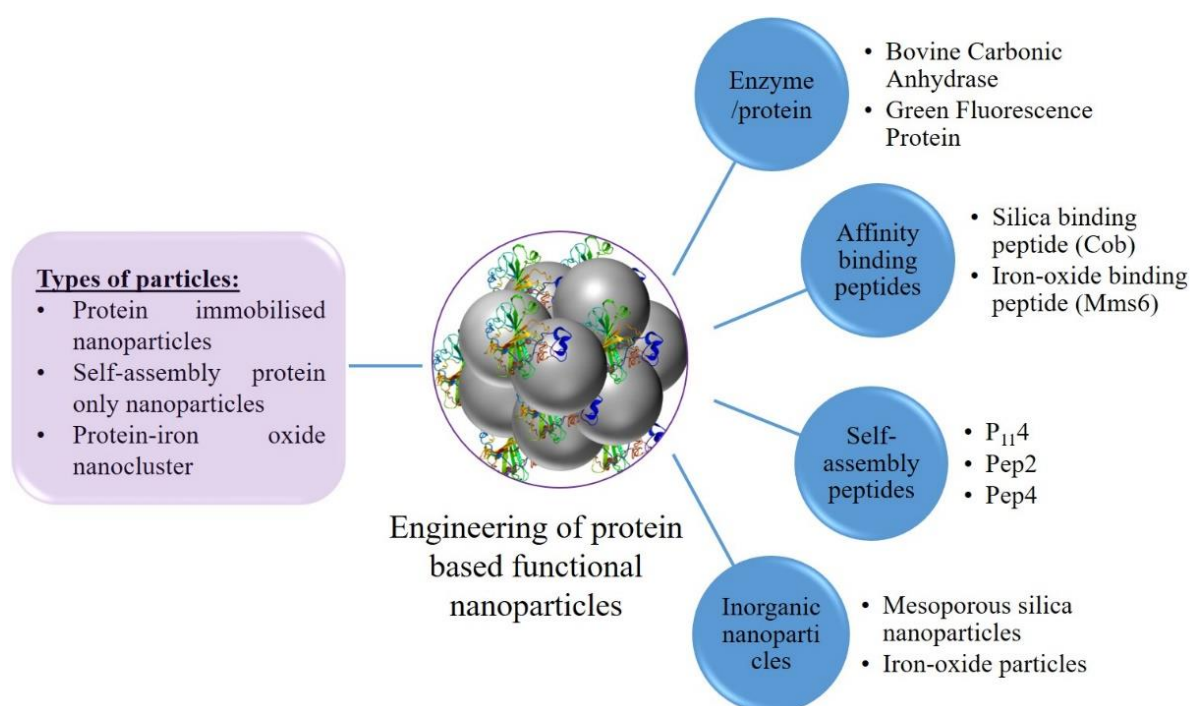 Types of particles:
• Protein immobilised
nanoparticles
• Self-assembly protein
only nanoparticles
• Protein-iron oxide
nanocluster
Engineering of protein
based functional
nanoparticles
Enzyme
/protein
• Bovine Carbonic
Anhydrase
• Green Fluorescence
Protein
Affinity
binding
peptides
• Silica binding
peptide (Cob)
• Iron-oxide binding
peptide (Mms6)
Self-
assembly
peptides
• P₁₁4
• Pep2
• Pep4
Inorganic
nanoparti
cles
• Mesoporous silica
nanoparticles
• Iron-oxide particles